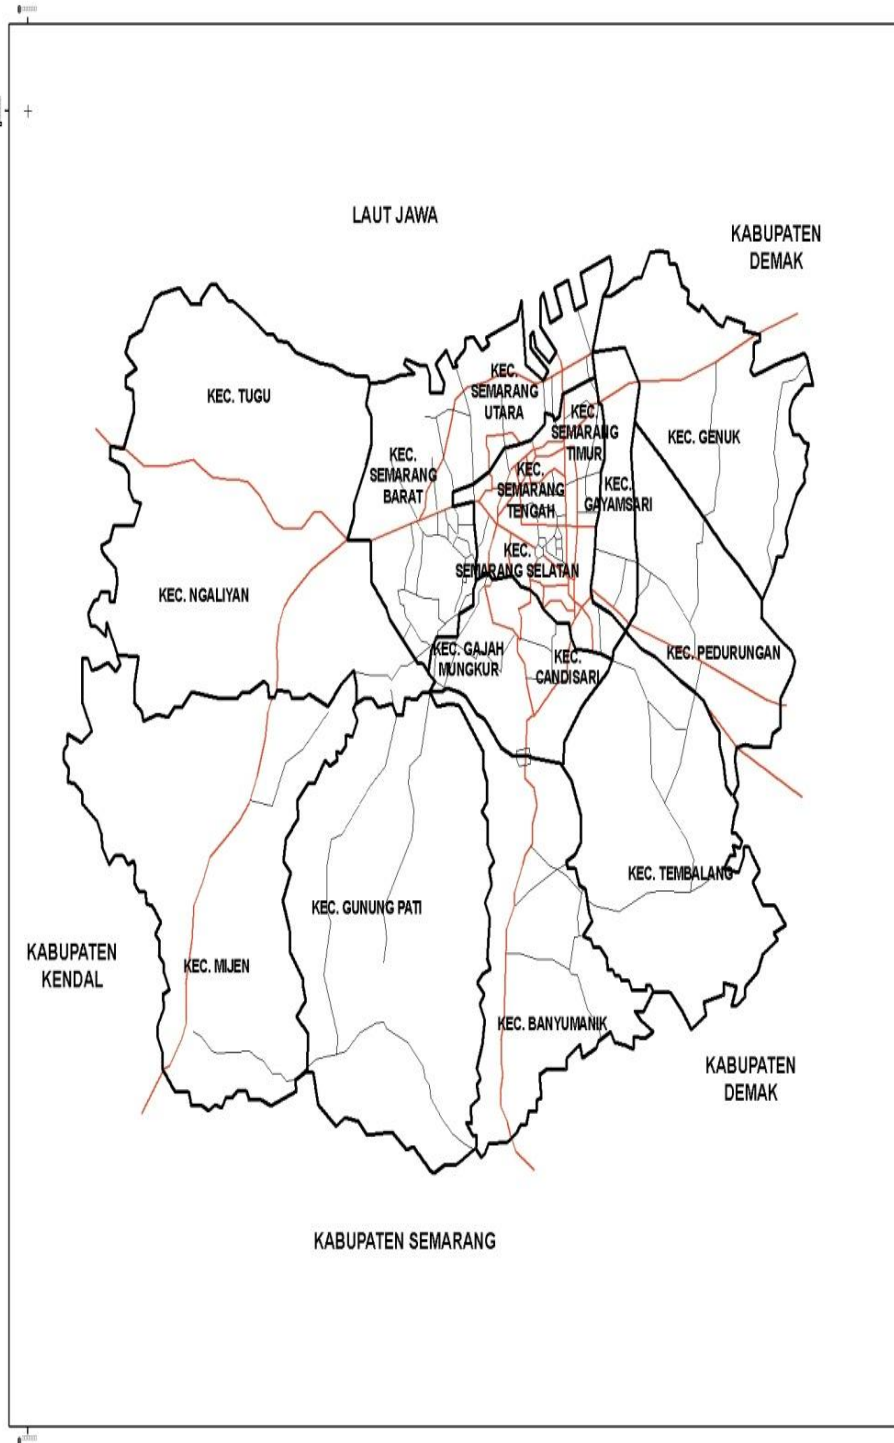 LAUT JAWA
KABUPATEN
DEMAK
KEC. TUGU
KEC.
SEMARANG
UTARA
KEC.
SEMARANG
TIMUR
KEC. GENUK
KEC.
SEMARANG
BARAT
KEC.
SEMARANG
TENGAH
KEC.
GAYAMSARI
KEC.
SEMARANG SELATAN
KEC. NGALIYAN
KEC. GAJAH
MUNGKUR
KEC.
CANDISARI
KEC. PEDURUNGAN
KEC. TEMBALANG
KEC. GUNUNG PATI
KABUPATEN
KENDAL
KEC. MIJEN
KEC. BANYUMANIK
KABUPATEN
DEMAK
KABUPATEN SEMARANG